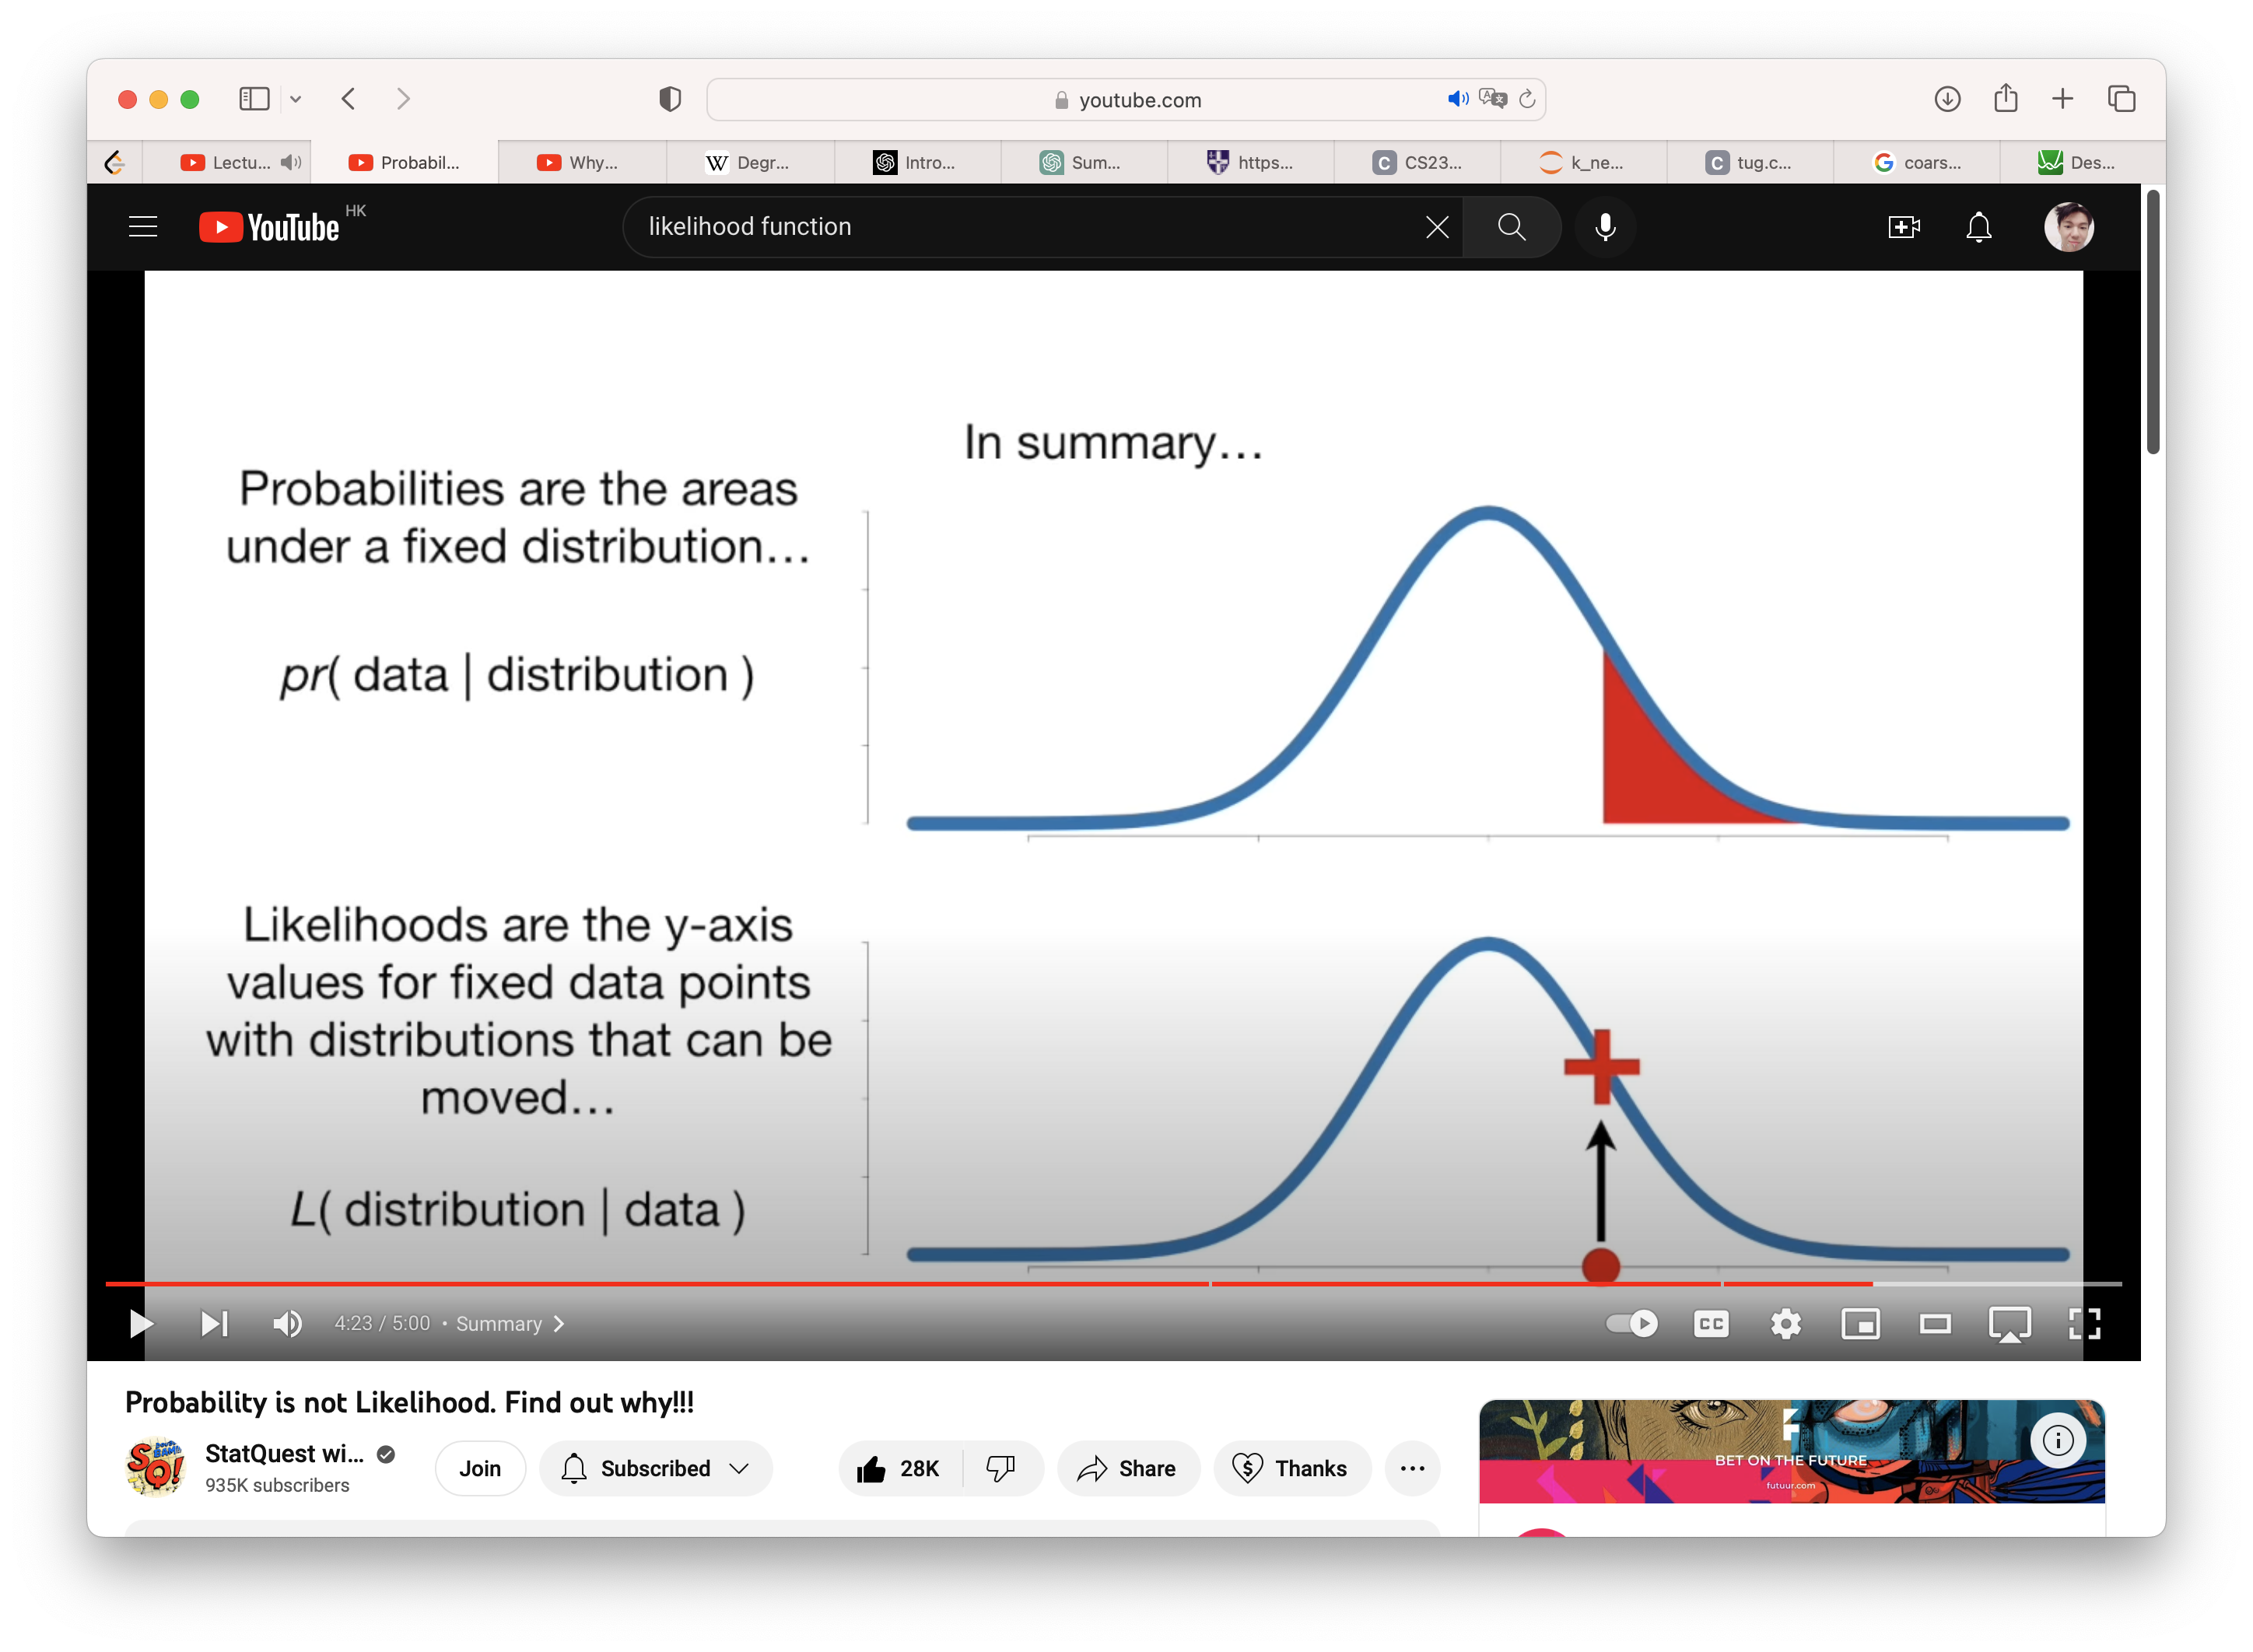 youtube.com
Lectu...
Probabil...
Why...
Degr...
Intro...
Sum...
https...
CS23...
k_ne...
tug.c...
coars...
Des...
YouTube HK
likelihood function
In summary…
Probabilities are the areas
under a fixed distribution…
pr( data | distribution )
Likelihoods are the y-axis
values for fixed data points
with distributions that can be
moved…
L( distribution | data )
4:23 / 5:00 • Summary
CC
Probability is not Likelihood. Find out why!!!
StatQuest wi...
935K subscribers
Join
Subscribed
28K
Share
Thanks
BET ON THE FUTURE
futuur.com